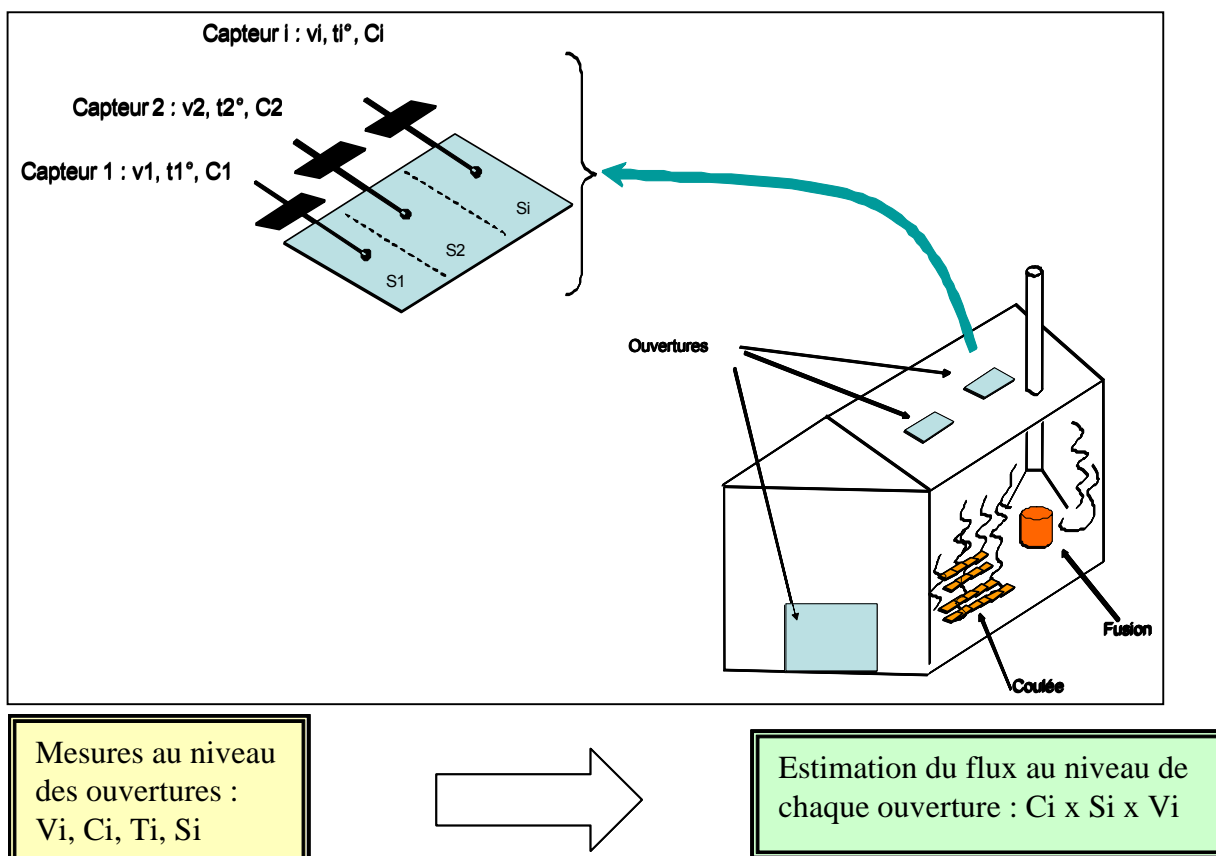 Capteur i : vi, ti°, Ci
Capteur 2 : v2, t2°, C2
Capteur 1 : v1, t1°, C1
Si
S2
S1
Ouvertures
Fusion
Coulée
Mesures au niveau
des ouvertures :
Vi, Ci, Ti, Si
Estimation du flux au niveau de
chaque ouverture : Ci x Si x Vi